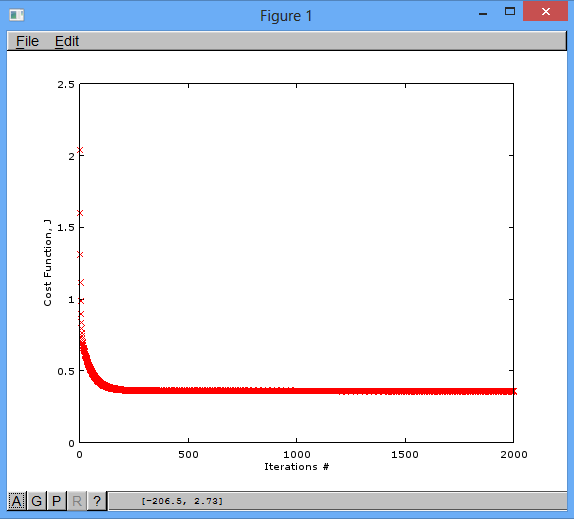 Figure 1
File Edit
2.5
2
1.5
1
0.5
0
Cost Function, J
0 500 1000 1500 2000
Iterations #
A G P R ? [-206.5, 2.73]